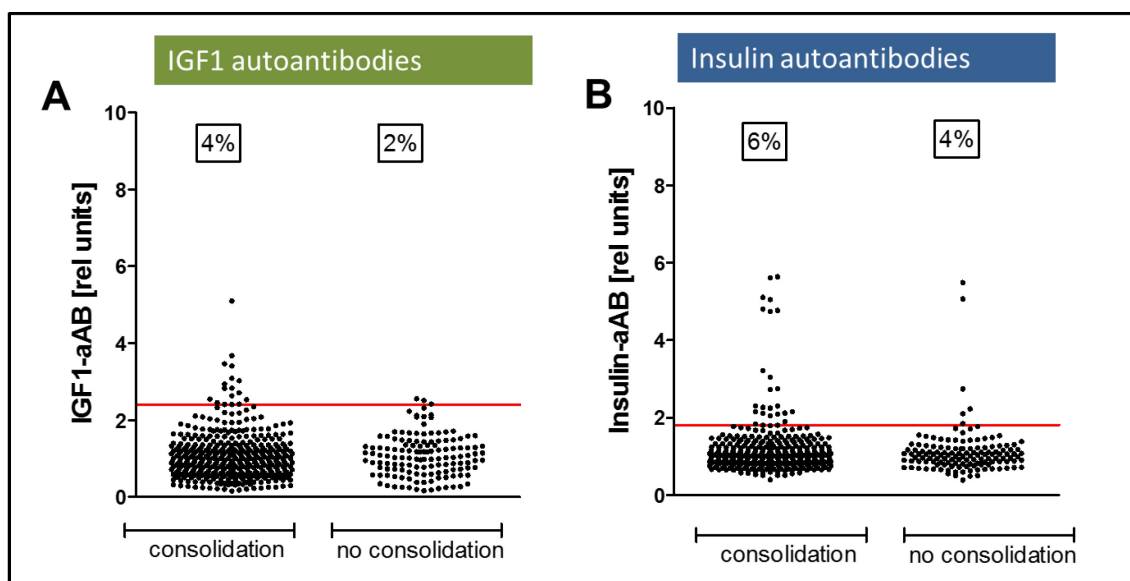 IGF1 autoantibodies
A
IGF1-aAB [rel units]
10
8
6
4
2
0
4%
2%
consolidation
no consolidation
Insulin autoantibodies
B
Insulin-aAB [rel units]
10
8
6
4
2
0
6%
4%
consolidation
no consolidation